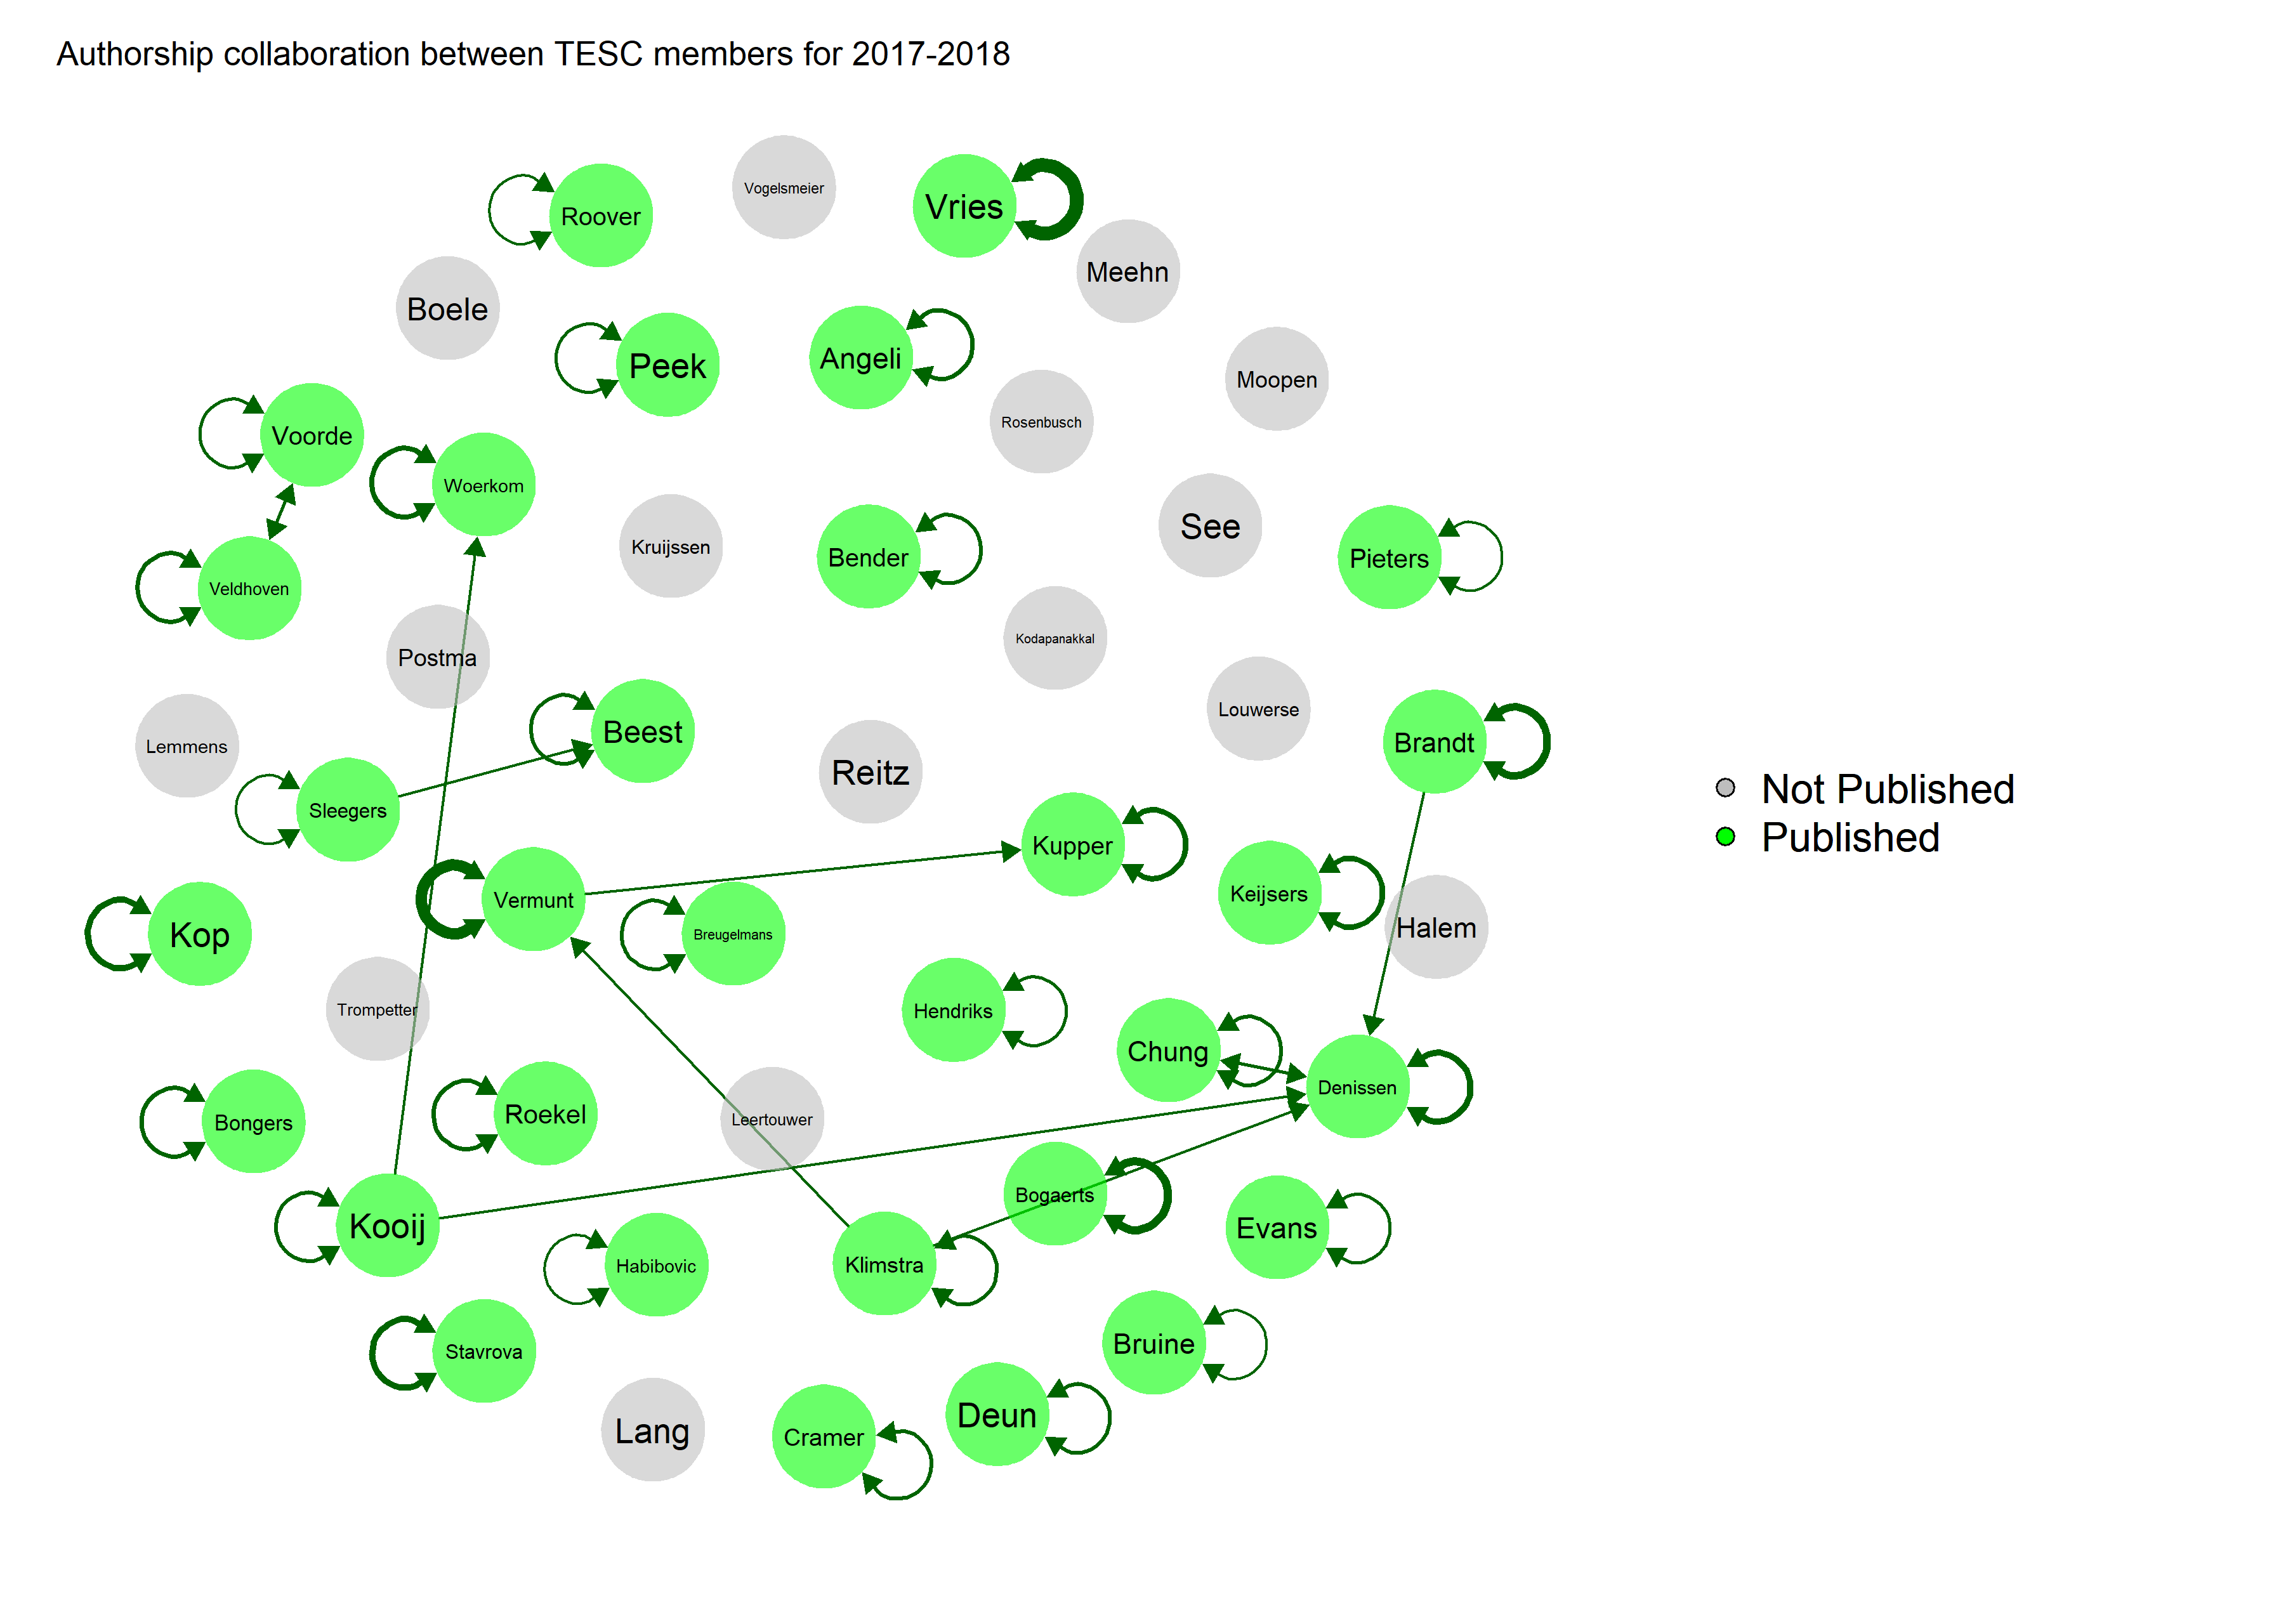 Authorship collaboration between TESC members for 2017-2018
Vogelsmeier
Vries
Roover
Meehn
Boele
Angeli
Peek
Moopen
Rosenbusch
Voorde
Woerkom
See
Kruijssen
Bender
Pieters
Veldhoven
Kodapanakkal
Postma
Louwerse
Beest
Brandt
Lemmens
Reitz
Not Published
Sleegers
Published
Kupper
Keijsers
Vermunt
Halem
Kop
Breugelmans
Trompetter
Hendriks
Chung
Denissen
Roekel
Leertouwer
Bongers
Bogaerts
Kooij
Evans
Habibovic
Klimstra
Bruine
Stavrova
Deun
Lang
Cramer